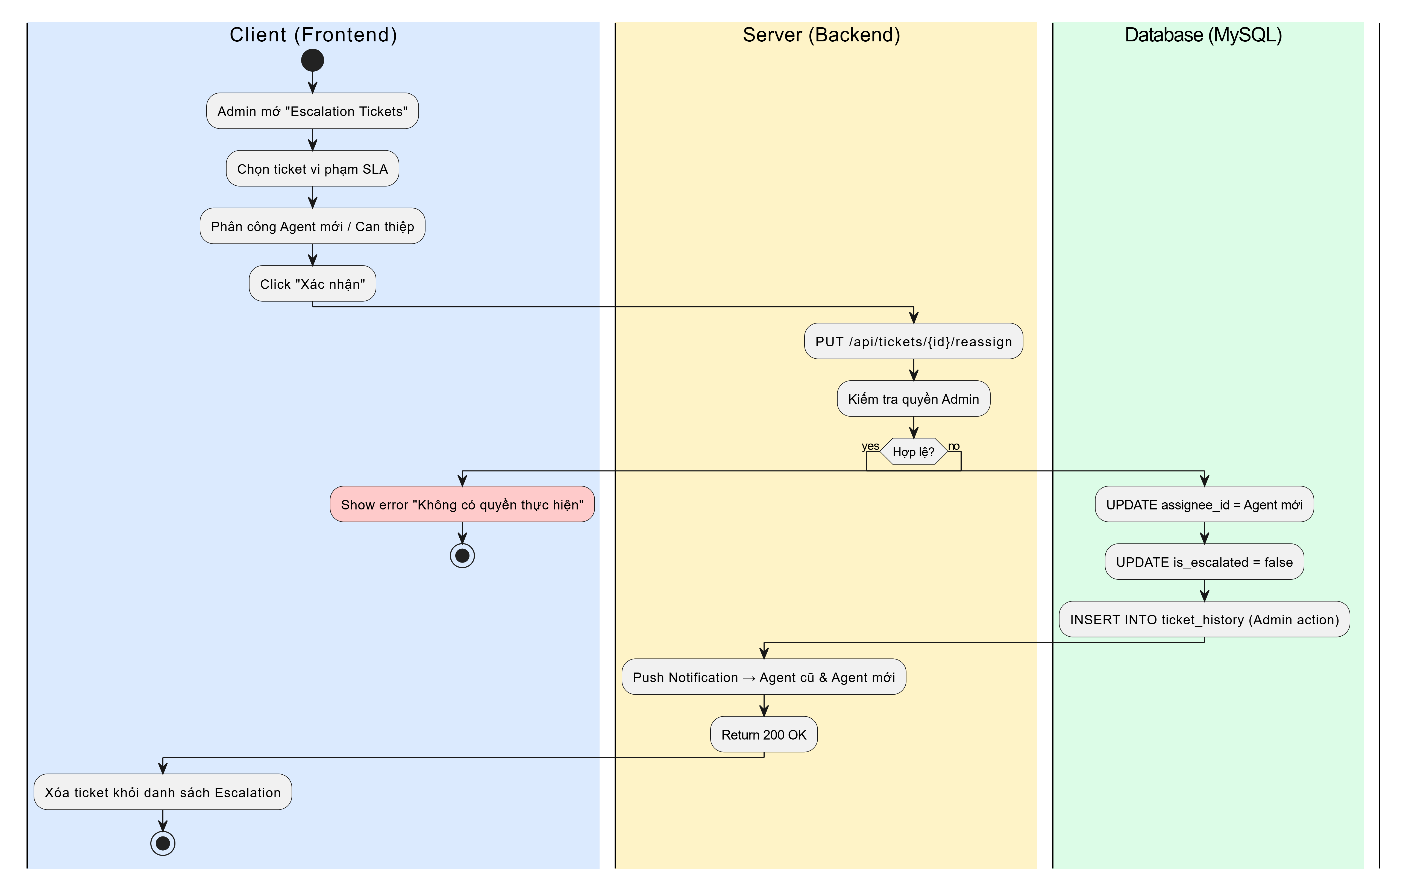 Client (Frontend)
Server (Backend)
Database (MySQL)
Admin mở "Escalation Tickets"
Chọn ticket vi phạm SLA
Phân công Agent mới / Can thiệp
Click "Xác nhận"
PUT /api/tickets/{id}/reassign
Kiểm tra quyền Admin
yes
Hợp lệ?
no
Show error "Không có quyền thực hiện"
UPDATE assignee_id = Agent mới
UPDATE is_escalated = false
INSERT INTO ticket_history (Admin action)
Push Notification → Agent cũ & Agent mới
Return 200 OK
Xóa ticket khỏi danh sách Escalation